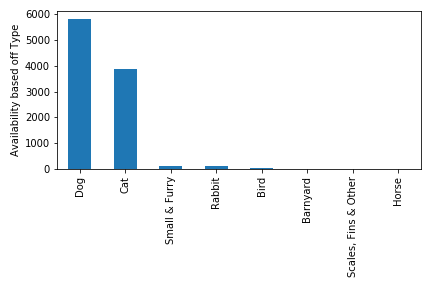 Availability based off Type
6000
5000
4000
3000
2000
1000
0
Dog
Cat
Small & Furry
Rabbit
Bird
Barnyard
Scales, Fins & Other
Horse